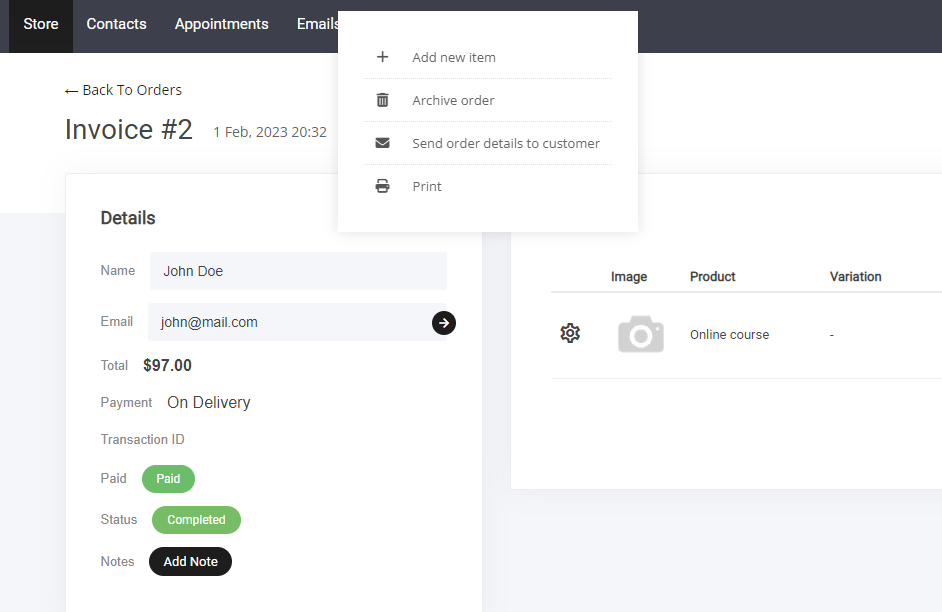 Store Contacts Appointments Emails
Add new item
Archive order
Send order details to customer
Print
← Back To Orders
Invoice #2 1 Feb, 2023 20:32
Details
Name John Doe
Email john@mail.com
Total $97.00
Payment On Delivery
Transaction ID
Paid Paid
Status Completed
Notes Add Note
Image Product Variation
Online course -